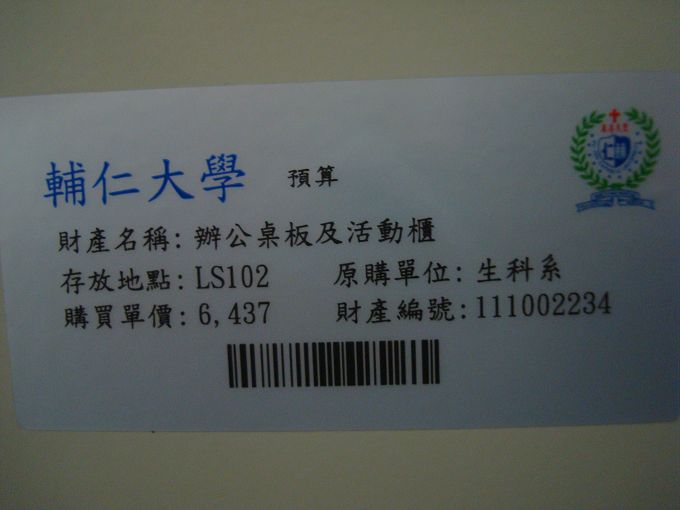 輔仁大學 預算
財產名稱: 辦公桌板及活動櫃
存放地點: LS102 原購單位: 生科系
購買單價: 6,437 財產編號: 111002234